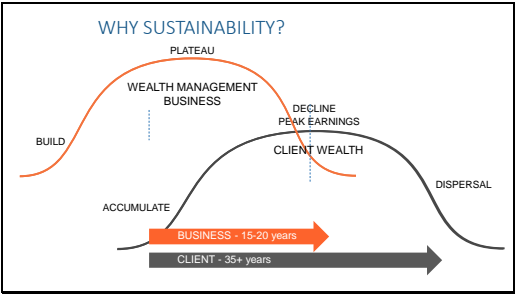 WHY SUSTAINABILITY?
PLATEAU
WEALTH MANAGEMENT
BUSINESS
DECLINE
PEAK EARNINGS
BUILD
CLIENT WEALTH
DISPERSAL
ACCUMULATE
BUSINESS - 15-20 years
CLIENT - 35+ years